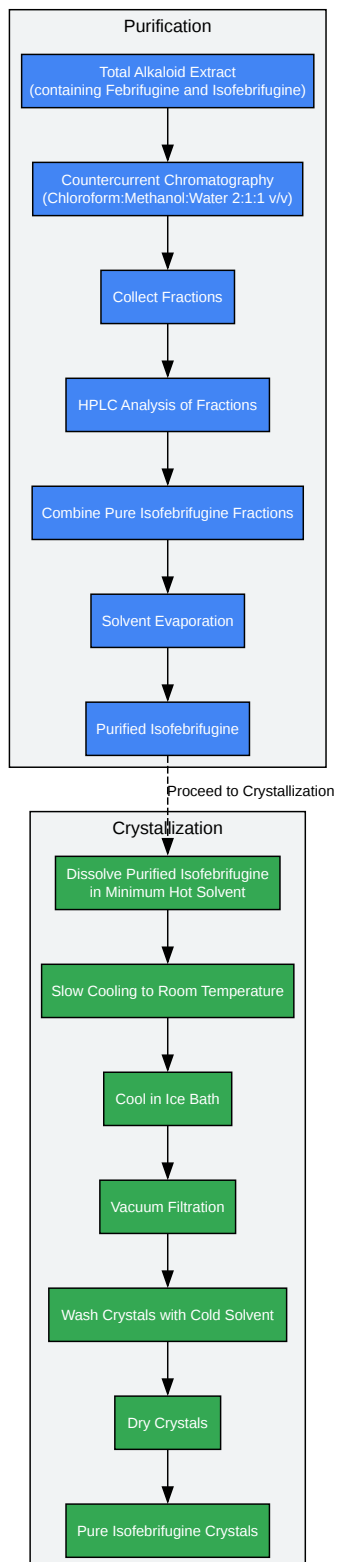 Purification
Total Alkaloid Extract
(containing Febrifugine and Isofebrifugine)
Countercurrent Chromatography
(Chloroform:Methanol:Water 2:1:1 v/v)
Collect Fractions
HPLC Analysis of Fractions
Combine Pure Isofebrifugine Fractions
Solvent Evaporation
Purified Isofebrifugine
Proceed to Crystallization
Crystallization
Dissolve Purified Isofebrifugine
in Minimum Hot Solvent
Slow Cooling to Room Temperature
Cool in Ice Bath
Vacuum Filtration
Wash Crystals with Cold Solvent
Dry Crystals
Pure Isofebrifugine Crystals